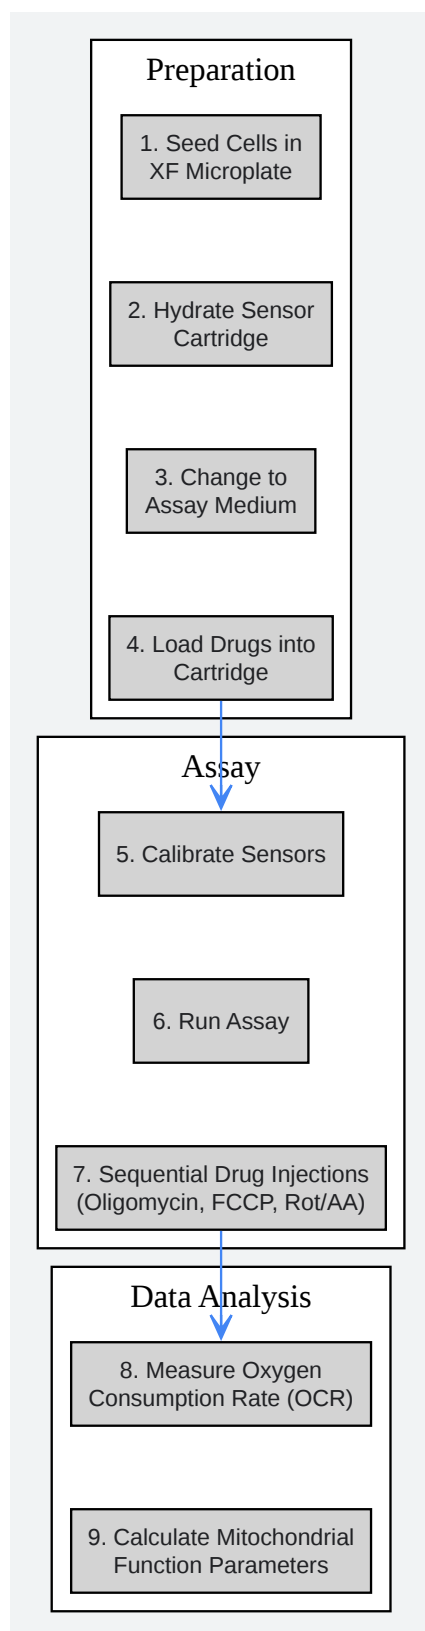 Preparation
1. Seed Cells in
XF Microplate
2. Hydrate Sensor
Cartridge
3. Change to
Assay Medium
4. Load Drugs into
Cartridge
Assay
5. Calibrate Sensors
6. Run Assay
7. Sequential Drug Injections
(Oligomycin, FCCP, Rot/AA)
Data Analysis
8. Measure Oxygen
Consumption Rate (OCR)
9. Calculate Mitochondrial
Function Parameters